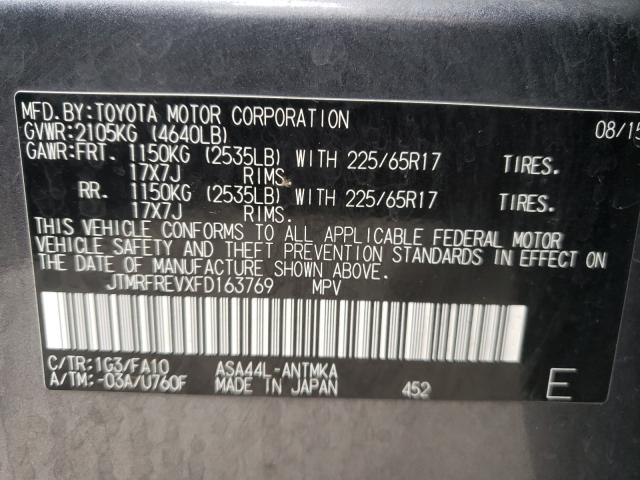 MFD.BY:TOYOTA MOTOR CORPORATION 08/15
GVWR:2105KG (4640LB)
GAWR:FRT. 1150KG (2535LB) WITH 225/65R17 TIRES.
17X7J RIMS.
RR. 1150KG (2535LB) WITH 225/65R17 TIRES.
17X7J RIMS.
THIS VEHICLE CONFORMS TO ALL APPLICABLE FEDERAL MOTOR
VEHICLE SAFETY AND THEFT PREVENTION STANDARDS IN EFFECT ON
THE DATE OF MANUFACTURE SHOWN ABOVE.
JTMRFREVXFD163769 MPV
C/TR:1G3/FA10 ASA44L-ANTMKA
A/TM:-03A/U760F MADE IN JAPAN 452 E